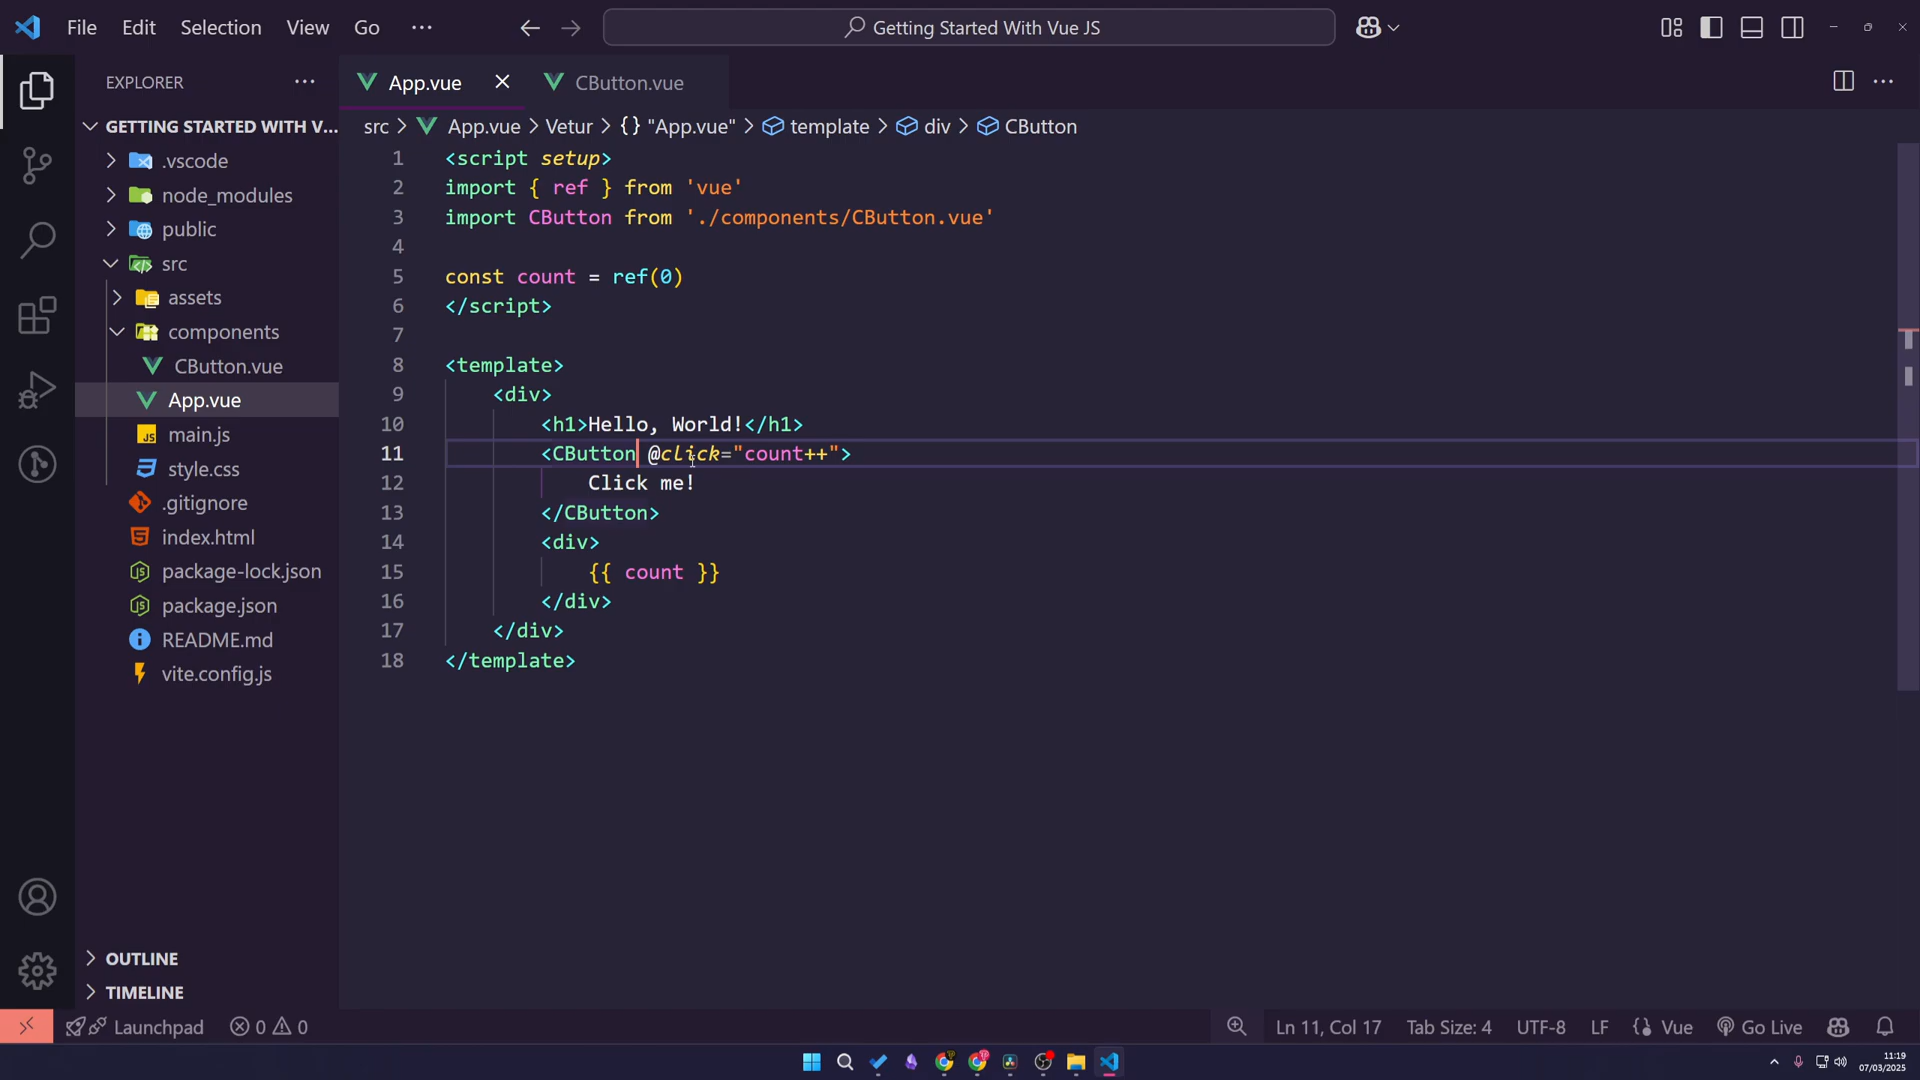 File Edit Selection View Go ··· Getting Started With Vue JS
EXPLORER
App.vue
CButton.vue
GETTING STARTED WITH V...
src > App.vue > Vetur > {} "App.vue" > template > div > CButton
.vscode
node_modules
public
src
assets
components
CButton.vue
App.vue
main.js
style.css
.gitignore
index.html
package-lock.json
package.json
README.md
vite.config.js
OUTLINE
TIMELINE
1 <script setup>
2 import { ref } from 'vue'
3 import CButton from './components/CButton.vue'
4
5 const count = ref(0)
6 </script>
7
8 <template>
9 <div>
10 <h1>Hello, World!</h1>
11 <CButton @click="count++">
12 Click me!
13 </CButton>
14 <div>
15 {{ count }}
16 </div>
17 </div>
18 </template>
Launchpad 0 0 Ln 11, Col 17 Tab Size: 4 UTF-8 LF {} Vue Go Live
11:19
07/03/2025